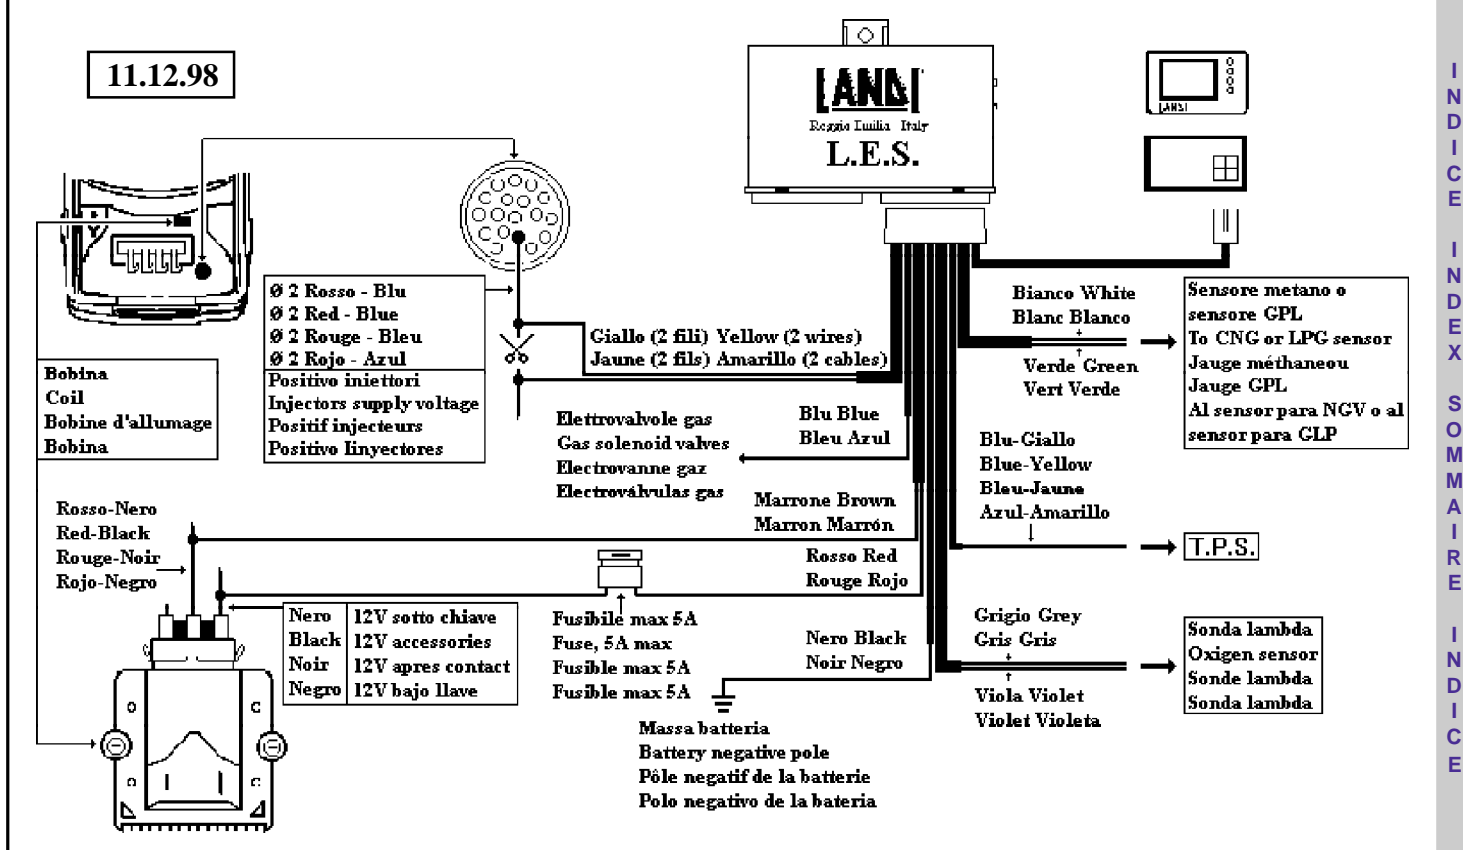 11.12.98
LANDI
Reggio Emilia - Italy
L.E.S.
LANDI
Ø 2 Rosso - Blu
Ø 2 Red - Blue
Ø 2 Rouge - Bleu
Ø 2 Rojo - Azul
Positivo iniettori
Injectors supply voltage
Positif injecteurs
Positivo Iinyectores
Giallo (2 fili) Yellow (2 wires)
Jaune (2 fils) Amarillo (2 cables)
Bianco White
Blanc Blanco
Verde Green
Vert Verde
Sensore metano o
sensore GPL
To CNG or LPG sensor
Jauge méthaneou
Jauge GPL
Al sensor para NGV o al
sensor para GLP
Bobina
Coil
Bobine d'allumage
Bobina
Elettrovalvole gas
Gas solenoid valves
Electrovanne gaz
Electroválvulas gas
Blu Blue
Bleu Azul
Blu-Giallo
Blue-Yellow
Bleu-Jaune
Azul-Amarillo
T.P.S.
Rosso-Nero
Red-Black
Rouge-Noir
Rojo-Negro
Marrone Brown
Marron Marrón
Rosso Red
Rouge Rojo
Nero 12V sotto chiave
Black 12V accessories
Noir 12V apres contact
Negro 12V bajo llave
Fusibile max 5A
Fuse, 5A max
Fusible max 5A
Fusible max 5A
Nero Black
Noir Negro
Grigio Grey
Gris Gris
Viola Violet
Violet Violeta
Sonda lambda
Oxigen sensor
Sonde lambda
Sonda lambda
Massa batteria
Battery negative pole
Pôle negatif de la batterie
Polo negativo de la bateria
INDICE INDEX SOMMAIRE INDICE